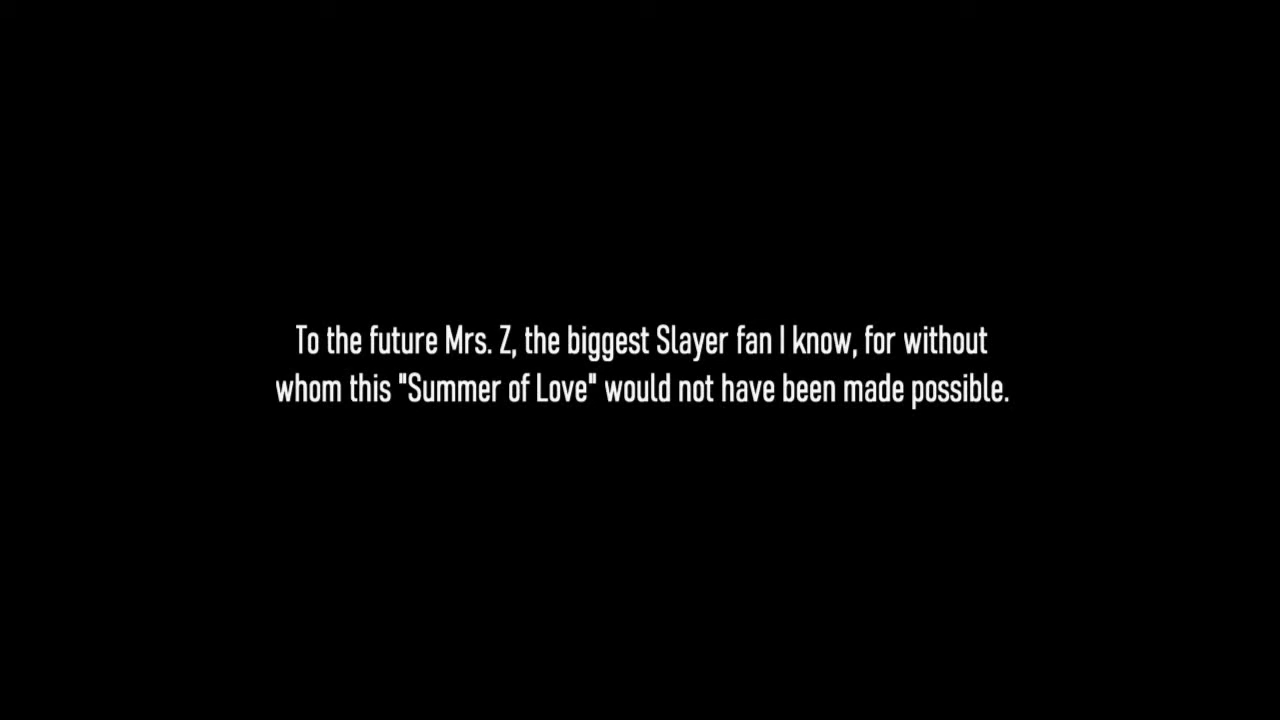 To the future Mrs. Z, the biggest Slayer fan I know, for without
whom this "Summer of Love" would not have been made possible.